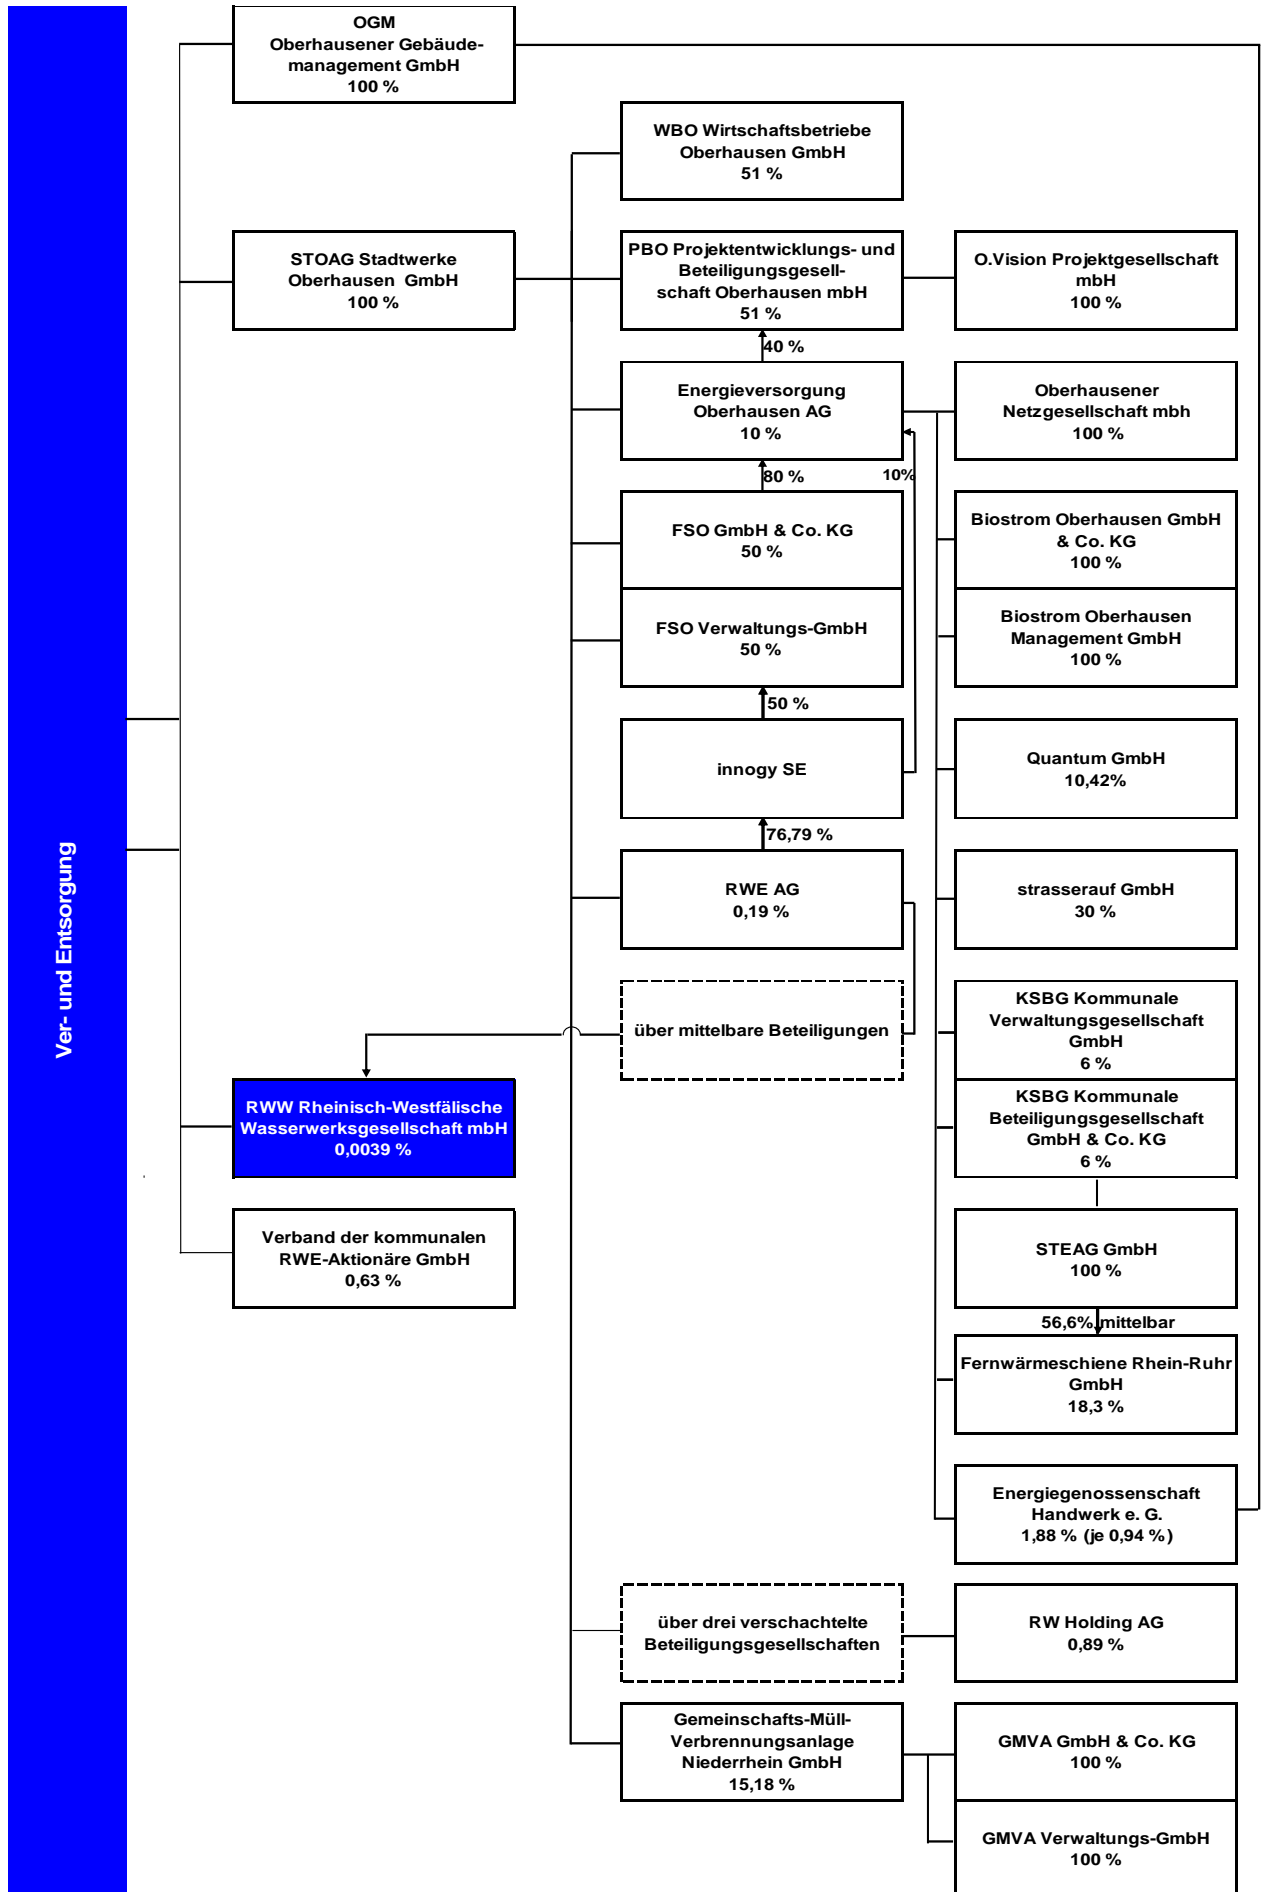 Ver- und Entsorgung
OGM
Oberhausener Gebäude-
management GmbH
100 %
STOAG Stadtwerke
Oberhausen GmbH
100 %
RWW Rheinisch-Westfälische
Wasserwerksgesellschaft mbH
0,0039 %
Verband der kommunalen
RWE-Aktionäre GmbH
0,63 %
WBO Wirtschaftsbetriebe
Oberhausen GmbH
51 %
PBO Projektentwicklungs- und
Beteiligungsgesell-
schaft Oberhausen mbH
51 %
40 %
Energieversorgung
Oberhausen AG
10 %
80 %
10%
FSO GmbH & Co. KG
50 %
FSO Verwaltungs-GmbH
50 %
50 %
innogy SE
76,79 %
RWE AG
0,19 %
über mittelbare Beteiligungen
über drei verschachtelte
Beteiligungsgesellschaften
Gemeinschafts-Müll-
Verbrennungsanlage
Niederrhein GmbH
15,18 %
O.Vision Projektgesellschaft
mbH
100 %
Oberhausener
Netzgesellschaft mbh
100 %
Biostrom Oberhausen GmbH
& Co. KG
100 %
Biostrom Oberhausen
Management GmbH
100 %
Quantum GmbH
10,42%
strasserauf GmbH
30 %
KSBG Kommunale
Verwaltungsgesellschaft
GmbH
6 %
KSBG Kommunale
Beteiligungsgesellschaft
GmbH & Co. KG
6 %
STEAG GmbH
100 %
56,6% mittelbar
Fernwärmeschiene Rhein-Ruhr
GmbH
18,3 %
Energiegenossenschaft
Handwerk e. G.
1,88 % (je 0,94 %)
RW Holding AG
0,89 %
GMVA GmbH & Co. KG
100 %
GMVA Verwaltungs-GmbH
100 %